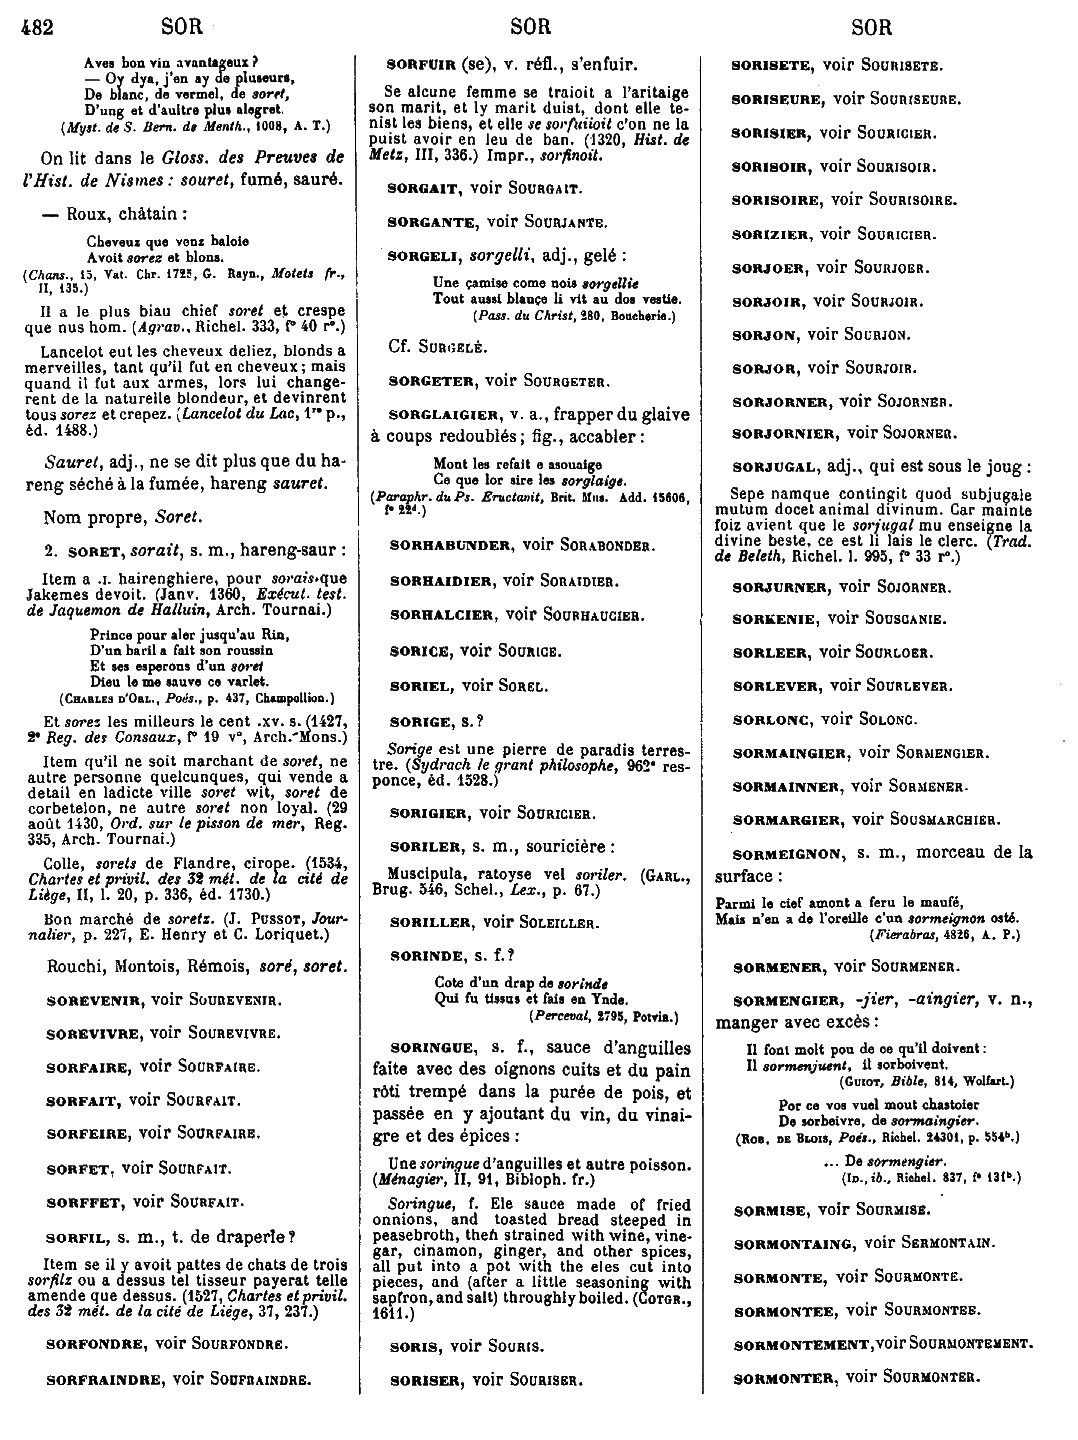 482 SOR SOR SOR
Aves bon vin avantageux ?
— Oy dya, j'en ay de pluseurs,
De blanc, de vermel, de soret,
D'ung et d'aultre plus alegret.
(Myst. de S. Bern. de Menth., 1008, A. T.)
On lit dans le Gloss. des Preuves de
l'Hist. de Nismes : souret, fumé, sauré.
— Roux, châtain :
Cheveux que venz baloie
Avoit sorez et blons.
(Chans., 15, Vat. Chr. 1725, G. Rayn., Motets fr.,
II, 135.)
Il a le plus biau chief soret et crespe
que nus hom. (Agrav., Richel. 333, f° 40 r°.)
Lancelot eut les cheveux deliez, blonds a
merveilles, tant qu'il fut en cheveux ; mais
quand il fut aux armes, lors lui change-
rent de la naturelle blondeur, et devinrent
tous sorez et crepez. (Lancelot du Lac, 1re p.,
éd. 1488.)
Sauret, adj., ne se dit plus que du ha-
reng séché à la fumée, hareng sauret.
Nom propre, Soret.
2. SORET, sorait, s. m., hareng-saur :
Item a .I. hairenghiere, pour sorais que
Jakemes devoit. (Janv. 1360, Exécut. test.
de Jaquemon de Halluin, Arch. Tournai.)
Prince pour aler jusqu'au Rin,
D'un baril a fait son roussin
Et ses esperons d'un soret
Dieu le me sauve ce varlet.
(CHARLES D'ORL., Poés., p. 437, Champollion.)
Et sorez les milleurs le cent .xv. s. (1427,
2e Reg. des Consaux, f° 19 v°, Arch. Mons.)
Item qu'il ne soit marchant de soret, ne
autre personne quelcunques, qui vende a
detail en ladicte ville soret wit, soret de
corbetelon, ne autre soret non loyal. (29
août 1430, Ord. sur le pisson de mer, Reg.
335, Arch. Tournai.)
Colle, sorets de Flandre, cirope. (1534,
Chartes et privil. des 32 mét. de la cité de
Liège, II, l. 20, p. 336, éd. 1730.)
Bon marché de soretz. (J. PUSSOT, Jour-
nalier, p. 227, E. Henry et C. Loriquet.)
Rouchi, Montois, Rémois, soré, soret.
SOREVENIR, voir SOUREVENIR.
SOREVIVRE, voir SOUREVIVRE.
SORFAIRE, voir SOURFAIRE.
SORFAIT, voir SOURFAIT.
SORFEIRE, voir SOURFAIRE.
SORFET, voir SOURFAIT.
SORFFET, voir SOURFAIT.
SORFIL, s. m., t. de draperie ?
Item se il y avoit pattes de chats de trois
sorfilz ou a dessus tel tisseur payerat telle
amende que dessus. (1527, Chartes et privil.
des 32 mét. de la cité de Liége, 37, 237.)
SORFONDRE, voir SOURFONDRE.
SORFRAINDRE, voir SOUFRAINDRE.
SORFUIR (se), v. réfl., s'enfuir.
Se alcune femme se traioit a l'aritaige
son marit, et ly marit duist, dont elle te-
nist les biens, et elle se sorfuiioit c'on ne la
puist avoir en leu de ban. (1320, Hist. de
Metz, III, 336.) Impr., sorfinoit.
SORGAIT, voir SOURGAIT.
SORGANTE, voir SOURJANTE.
SORGELI, sorgelli, adj., gelé :
Une çamise come nois sorgellie
Tout aussi blançe li vit au dos vestie.
(Pass. du Christ, 280, Boucherie.)
Cf. SURGELÉ.
SORGETER, voir SOURGETER.
SORGLAIGIER, v. a., frapper du glaive
à coups redoublés ; fig., accabler :
Mont les refait e asouaige
Ce que lor sire les sorglaige.
(Paraphr. du Ps. Eructavit, Brit. Mus. Add. 15606,
f° 22d.)
SORHABUNDER, voir SORABONDER.
SORHAIDIER, voir SORAIDIER.
SORHALCIER, voir SOURHAUCIER.
SORICE, voir SOURICE.
SORIEL, voir SOREL.
SORIGE, s. ?
Sorige est une pierre de paradis terres-
tre. (Sydrach le grant philosophe, 962e res-
ponce, éd. 1528.)
SORIGIER, voir SOURICIER.
SORILER, s. m., souricière :
Muscipula, ratoyse vel soriler. (GARL.,
Brug. 546, Schel., Lex., p. 67.)
SORILLER, voir SOLEILLER.
SORINDE, s. f. ?
Cote d'un drap de sorinde
Qui fu tissus et fais en Ynde.
(Perceval, 2795, Potvin.)
SORINGUE, s. f., sauce d'anguilles
faite avec des oignons cuits et du pain
rôti trempé dans la purée de pois, et
passée en y ajoutant du vin, du vinai-
gre et des épices :
Une soringue d'anguilles et autre poisson.
(Ménagier, II, 91, Biblioph. fr.)
Soringue, f. Ele sauce made of fried
onnions, and toasted bread steeped in
peasebroth, then strained with wine, vine-
gar, cinamon, ginger, and other spices,
all put into a pot with the eles cut into
pieces, and (after a little seasoning with
sapfron, and salt) throughly boiled. (COTGR.,
1611.)
SORIS, voir SOURIS.
SORISER, voir SOURISER.
SORISETE, voir SOURISETE.
SORISEURE, voir SOURISEURE.
SORISIER, voir SOURICIER.
SORISOIR, voir SOURISOIR.
SORISOIRE, voir SOURISOIRE.
SORIZIER, voir SOURICIER.
SORJOER, voir SOURJOER.
SORJOIR, voir SOURJOIR.
SORJON, voir SOURJON.
SORJOR, voir SOURJOIR.
SORJORNER, voir SOJORNER.
SORJORNIER, voir SOJORNER.
SORJUGAL, adj., qui est sous le joug :
Sepe namque contingit quod subjugale
mutum docet animal divinum. Car mainte
foiz avient que le sorjugal mu enseigne la
divine beste, ce est li lais le clerc. (Trad.
de Beleth, Richel. l. 995, f° 33 r°.)
SORJURNER, voir SOJORNER.
SORKENIE, voir SOUSCANIE.
SORLEER, voir SOURLOER.
SORLEVER, voir SOURLEVER.
SORLONC, voir SOLONC.
SORMAINGIER, voir SORMENGIER.
SORMAINNER, voir SORMENER.
SORMARGIER, voir SOUSMARCHIER.
SORMEIGNON, s. m., morceau de la
surface :
Parmi le cief amont a feru le maufé,
Mais n'en a de l'oreille c'un sormeignon osté.
(Fierabras, 4826, A. P.)
SORMENER, voir SOURMENER.
SORMENGIER, -jier, -aingier, v. n.,
manger avec excès :
Il font molt pou de ce qu'il doivent :
Il sormenjuent, il sorboivent.
(GUIOT, Bible, 814, Wolfart.)
Por ce vos vuel mout chastoier
De sorbeivre, de sormaingier.
(ROB. DE BLOIS, Poés., Richel. 24301, p. 554b.)
... De sormengier.
(ID., ib., Richel. 837, f° 131b.)
SORMISE, voir SOURMISE.
SORMONTAING, voir SERMONTAIN.
SORMONTE, voir SOURMONTE.
SORMONTEE, voir SOURMONTEE.
SORMONTEMENT, voir SOURMONTEMENT.
SORMONTER, voir SOURMONTER.